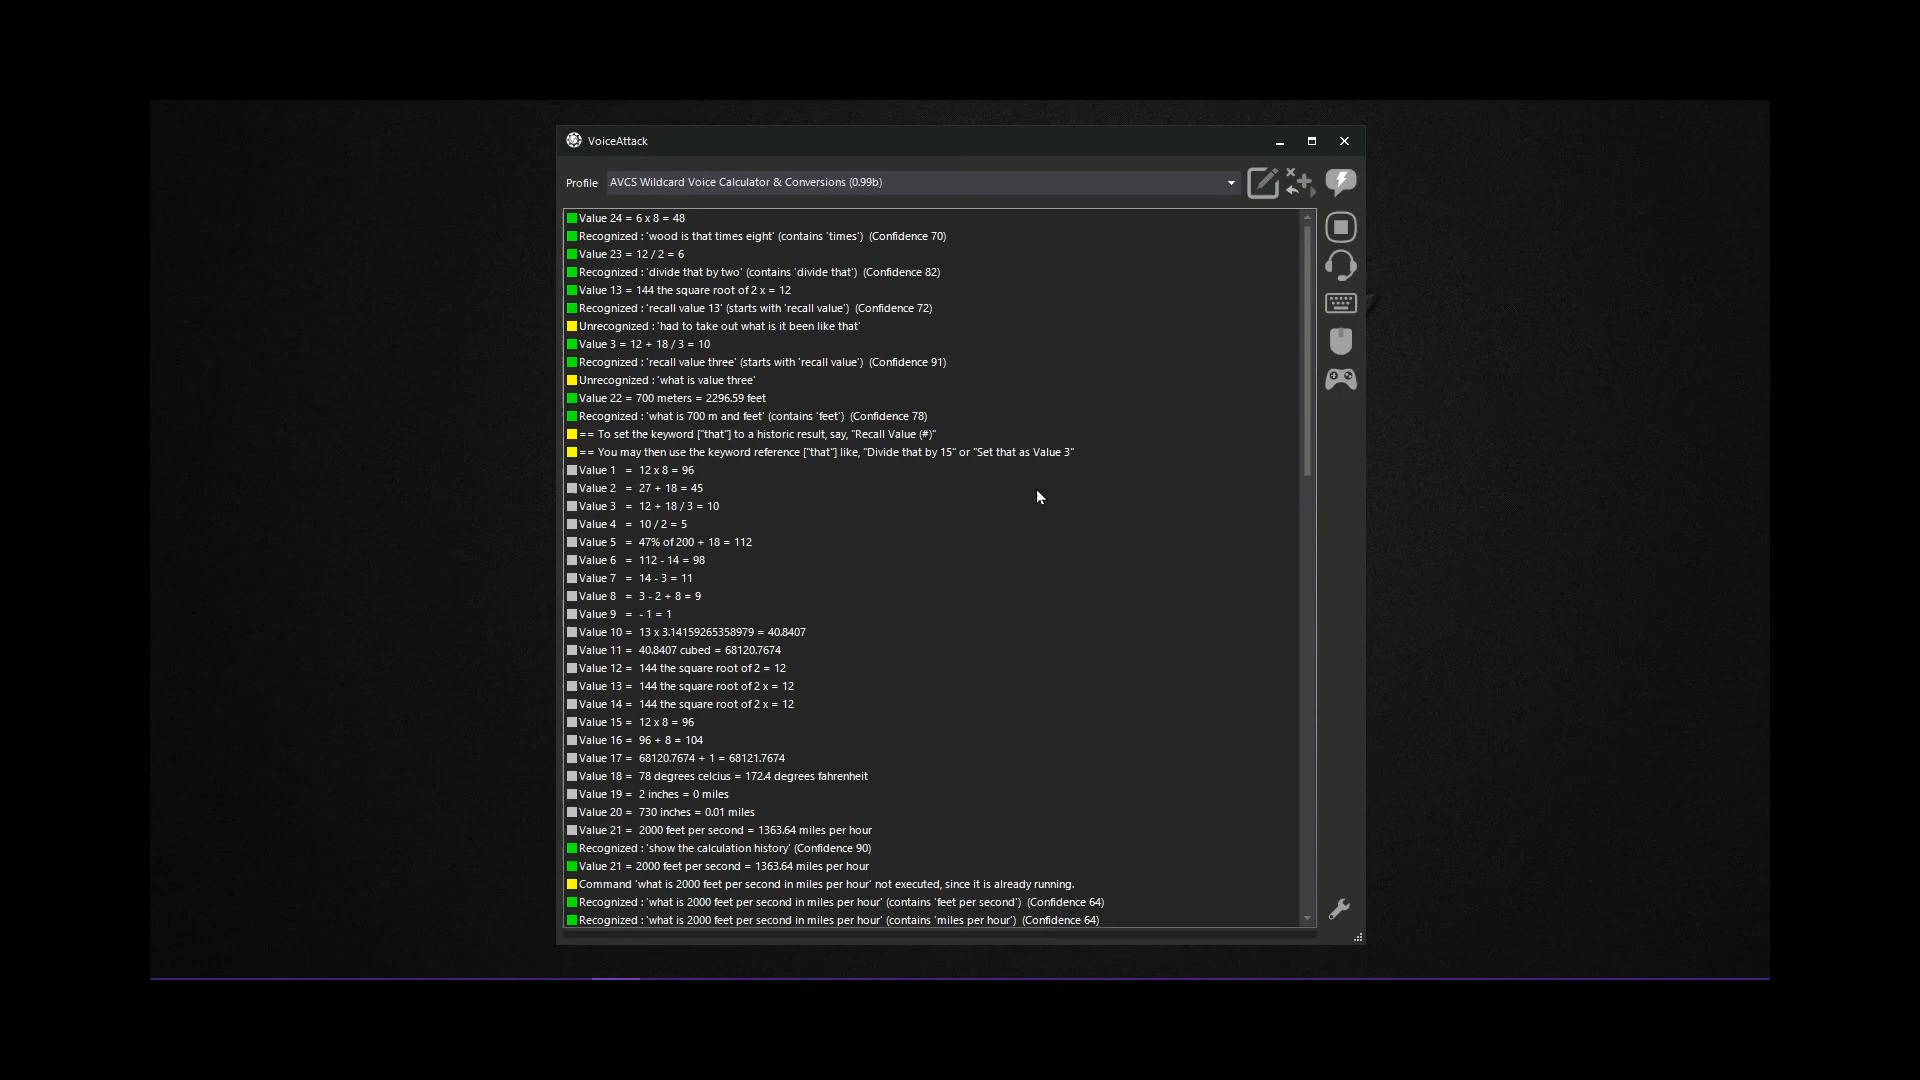 VoiceAttack
Profile AVCS Wildcard Voice Calculator & Conversions (0.99b)
Value 24 = 6 x 8 = 48
Recognized : 'wood is that times eight' (contains 'times') (Confidence 70)
Value 23 = 12 / 2 = 6
Recognized : 'divide that by two' (contains 'divide that') (Confidence 82)
Value 13 = 144 the square root of 2 x = 12
Recognized : 'recall value 13' (starts with 'recall value') (Confidence 72)
Unrecognized : 'had to take out what is it been like that'
Value 3 = 12 + 18 / 3 = 10
Recognized : 'recall value three' (starts with 'recall value') (Confidence 91)
Unrecognized : 'what is value three'
Value 22 = 700 meters = 2296.59 feet
Recognized : 'what is 700 m and feet' (contains 'feet') (Confidence 78)
== To set the keyword ["that"] to a historic result, say, "Recall Value (#)"
== You may then use the keyword reference ["that"] like, "Divide that by 15" or "Set that as Value 3"
Value 1 = 12 x 8 = 96
Value 2 = 27 + 18 = 45
Value 3 = 12 + 18 / 3 = 10
Value 4 = 10 / 2 = 5
Value 5 = 47% of 200 + 18 = 112
Value 6 = 112 - 14 = 98
Value 7 = 14 - 3 = 11
Value 8 = 3 - 2 + 8 = 9
Value 9 = - 1 = 1
Value 10 = 13 x 3.14159265358979 = 40.8407
Value 11 = 40.8407 cubed = 68120.7674
Value 12 = 144 the square root of 2 = 12
Value 13 = 144 the square root of 2 x = 12
Value 14 = 144 the square root of 2 x = 12
Value 15 = 12 x 8 = 96
Value 16 = 96 + 8 = 104
Value 17 = 68120.7674 + 1 = 68121.7674
Value 18 = 78 degrees celcius = 172.4 degrees fahrenheit
Value 19 = 2 inches = 0 miles
Value 20 = 730 inches = 0.01 miles
Value 21 = 2000 feet per second = 1363.64 miles per hour
Recognized : 'show the calculation history' (Confidence 90)
Value 21 = 2000 feet per second = 1363.64 miles per hour
Command 'what is 2000 feet per second in miles per hour' not executed, since it is already running.
Recognized : 'what is 2000 feet per second in miles per hour' (contains 'feet per second') (Confidence 64)
Recognized : 'what is 2000 feet per second in miles per hour' (contains 'miles per hour') (Confidence 64)